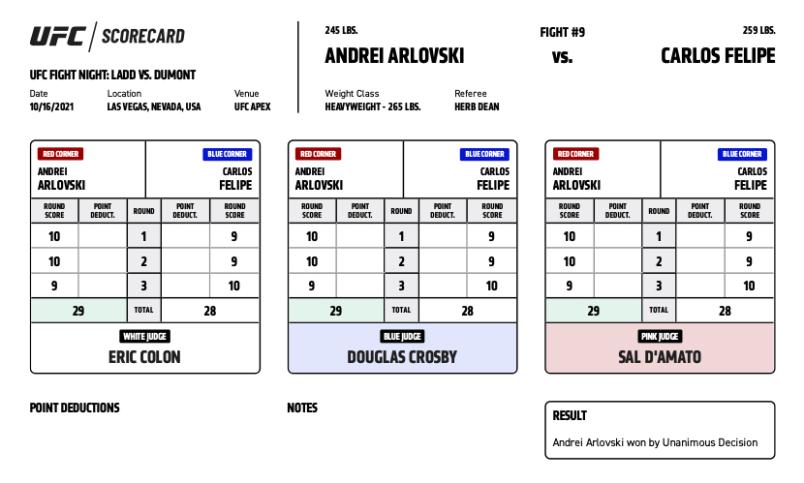 UFC / SCORECARD
UFC FIGHT NIGHT: LADD VS. DUMONT
Date Location Venue
10/16/2021 LAS VEGAS, NEVADA, USA UFC APEX
245 LBS. FIGHT #9 259 LBS.
ANDREI ARLOVSKI VS. CARLOS FELIPE
Weight Class Referee
HEAVYWEIGHT - 265 LBS. HERB DEAN
RED CORNER BLUE CORNER
ANDREI CARLOS
ARLOVSKI FELIPE
ROUND POINT ROUND POINT ROUND
SCORE DEDUCT. DEDUCT. SCORE
10 1 9
10 2 9
9 3 10
29 TOTAL 28
WHITE JUDGE
ERIC COLON
RED CORNER BLUE CORNER
ANDREI CARLOS
ARLOVSKI FELIPE
ROUND POINT ROUND POINT ROUND
SCORE DEDUCT. DEDUCT. SCORE
10 1 9
10 2 9
9 3 10
29 TOTAL 28
BLUE JUDGE
DOUGLAS CROSBY
RED CORNER BLUE CORNER
ANDREI CARLOS
ARLOVSKI FELIPE
ROUND POINT ROUND POINT ROUND
SCORE DEDUCT. DEDUCT. SCORE
10 1 9
10 2 9
9 3 10
29 TOTAL 28
PINK JUDGE
SAL D'AMATO
POINT DEDUCTIONS
NOTES
RESULT
Andrei Arlovski won by Unanimous Decision